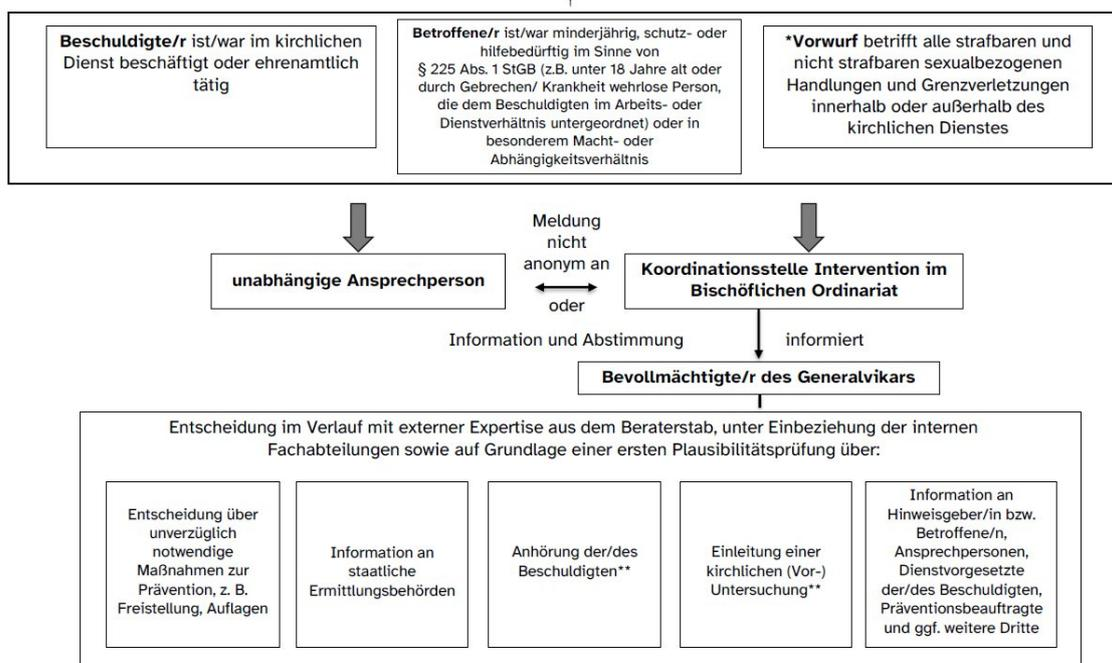 Beschuldigte/r ist/war im kirchlichen
Dienst beschäftigt oder ehrenamtlich
tätig
Betroffene/r ist/war minderjährig, schutz- oder
hilfebedürftig im Sinne von
§ 225 Abs. 1 StGB (z.B. unter 18 Jahre alt oder
durch Gebrechen/ Krankheit wehrlose Person,
die dem Beschuldigten im Arbeits- oder
Dienstverhältnis untergeordnet) oder in
besonderem Macht- oder
Abhängigkeitsverhältnis
*Vorwurf betrifft alle strafbaren und
nicht strafbaren sexualbezogenen
Handlungen und Grenzverletzungen
innerhalb oder außerhalb des
kirchlichen Dienstes
unabhängige Ansprechperson
Meldung
nicht
anonym an
oder
Koordinationsstelle Intervention im
Bischöflichen Ordinariat
Information und Abstimmung
informiert
Bevollmächtigte/r des Generalvikars
Entscheidung im Verlauf mit externer Expertise aus dem Beraterstab, unter Einbeziehung der internen
Fachabteilungen sowie auf Grundlage einer ersten Plausibilitätsprüfung über:
Entscheidung über
unverzüglich
notwendige
Maßnahmen zur
Prävention, z. B.
Freistellung, Auflagen
Information an
staatliche
Ermittlungsbehörden
Anhörung der/des
Beschuldigten**
Einleitung einer
kirchlichen (Vor-)
Untersuchung**
Information an
Hinweisgeber/in bzw.
Betroffene/n,
Ansprechpersonen,
Dienstvorgesetzte
der/des Beschuldigten,
Präventionsbeauftragte
und ggf. weitere Dritte